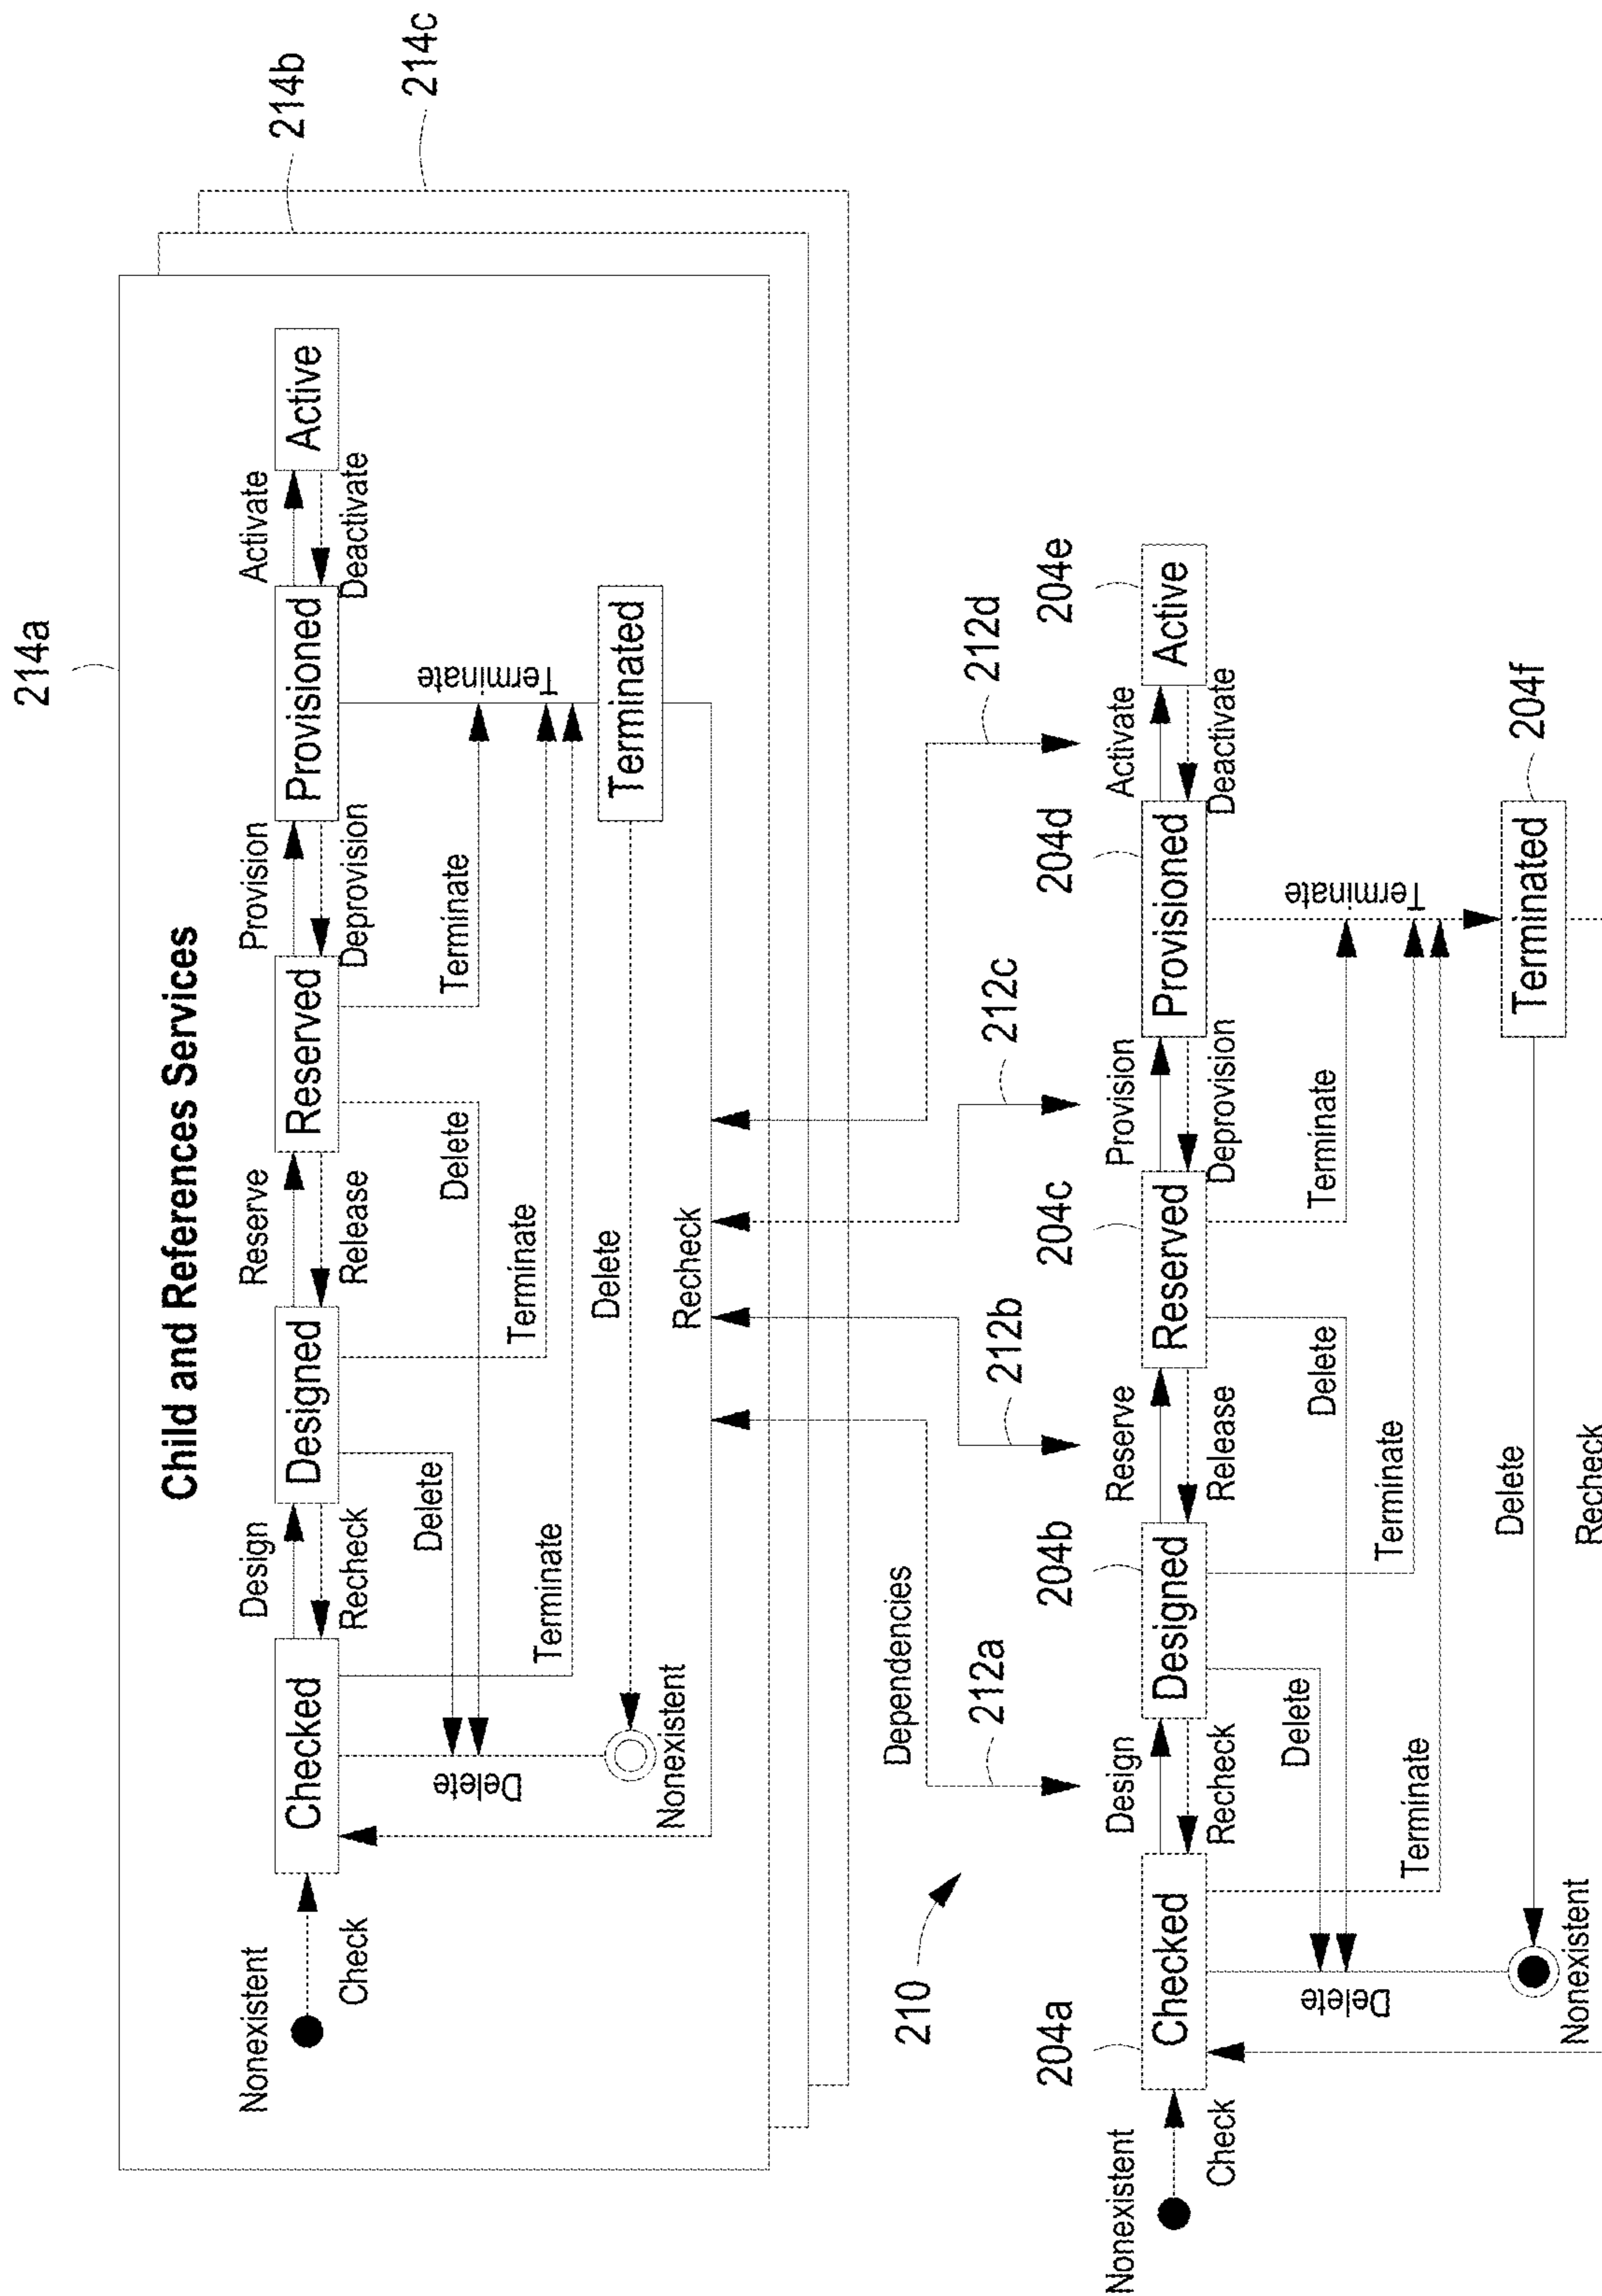 214a
214b
214c
Child and References Services
Nonexistent
Check
Checked
Design
Recheck
Designed
Reserve
Release
Reserved
Provision
Deprovision
Provisioned
Activate
Deactivate
Active
Delete
Delete
Delete
Terminate
Terminate
Terminate
Terminate
Terminated
Delete
Nonexistent
Recheck
Dependencies
210
212a
212b
212c
212d
204a
204b
204c
204d
204e
Nonexistent
Check
Checked
Design
Recheck
Designed
Reserve
Release
Reserved
Provision
Deprovision
Provisioned
Activate
Deactivate
Active
Delete
Delete
Delete
Terminate
Terminate
Terminate
Terminate
204f
Terminated
Delete
Nonexistent
Recheck